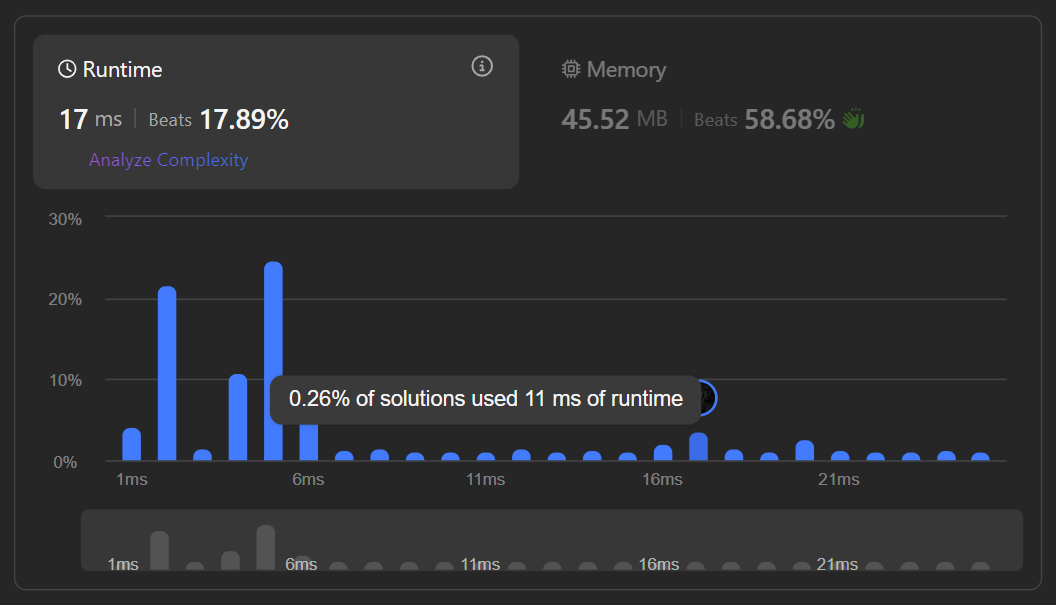 Runtime
17 ms | Beats 17.89%
Analyze Complexity
Memory
45.52 MB | Beats 58.68%
30%
20%
10%
0%
0.26% of solutions used 11 ms of runtime
1ms 6ms 11ms 16ms 21ms
1ms 6ms 11ms 16ms 21ms